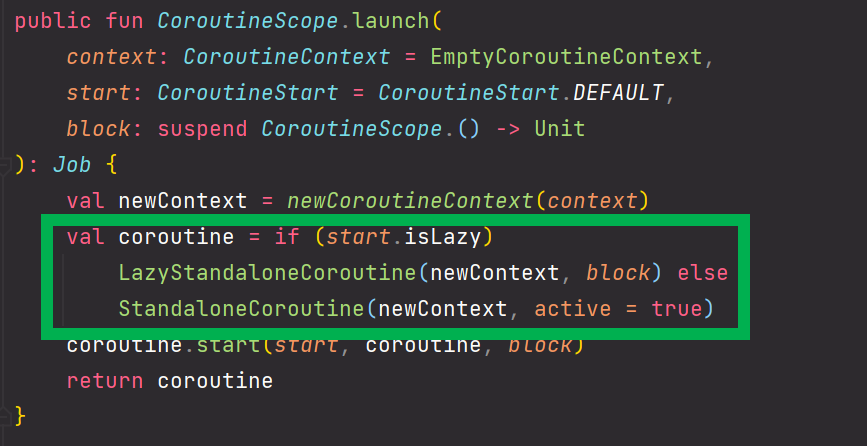 public fun CoroutineScope.launch(
context: CoroutineContext = EmptyCoroutineContext,
start: CoroutineStart = CoroutineStart.DEFAULT,
block: suspend CoroutineScope.() -> Unit
): Job {
val newContext = newCoroutineContext(context)
val coroutine = if (start.isLazy)
LazyStandaloneCoroutine(newContext, block) else
StandaloneCoroutine(newContext, active = true)
coroutine.start(start, coroutine, block)
return coroutine
}